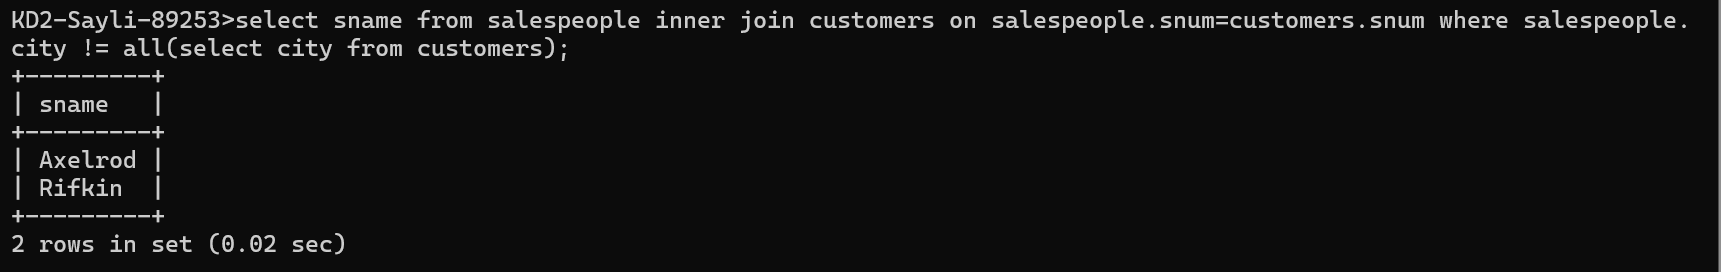 KD2-Sayli-89253>select sname from salespeople inner join customers on salespeople.snum=customers.snum where salespeople.
city != all(select city from customers);
+---------+
| sname   |
+---------+
| Axelrod |
| Rifkin  |
+---------+
2 rows in set (0.02 sec)